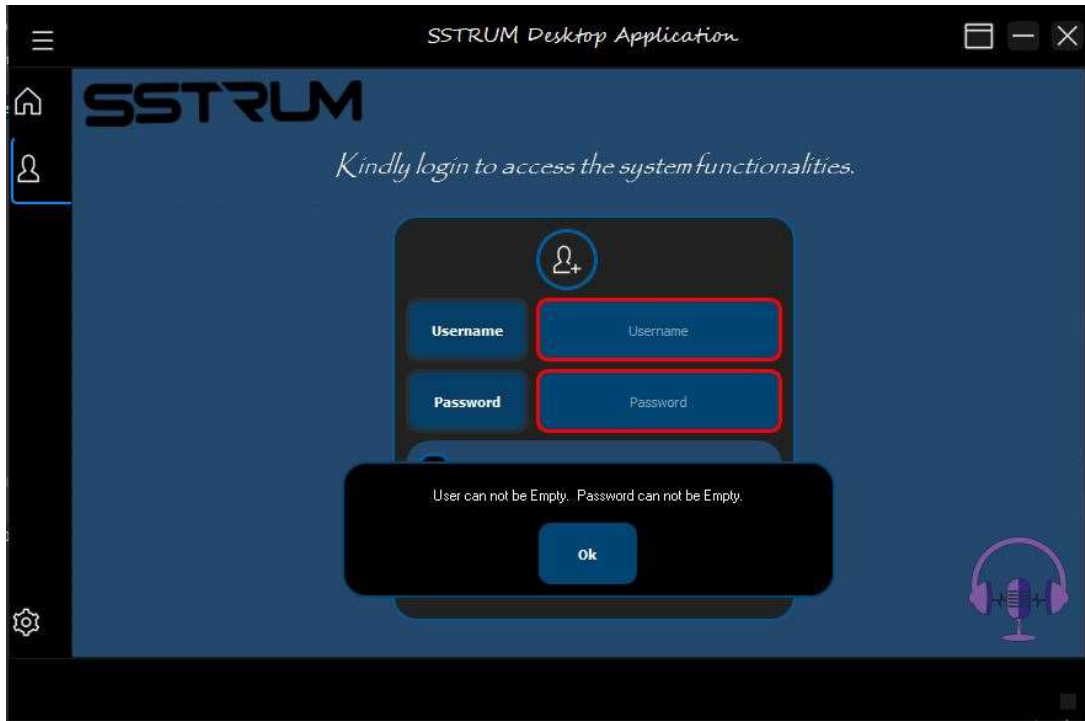 SSTRUM Desktop Application
SSTRUM
Kindly login to access the system functionalities.
Username Username
Password Password
User can not be Empty. Password can not be Empty.
Ok